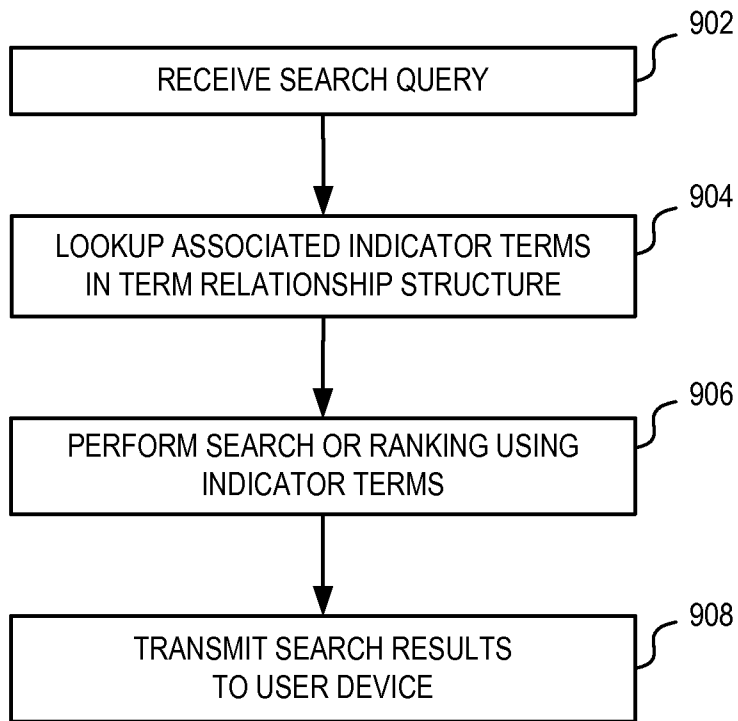 902
RECEIVE SEARCH QUERY
904
LOOKUP ASSOCIATED INDICATOR TERMS
IN TERM RELATIONSHIP STRUCTURE
906
PERFORM SEARCH OR RANKING USING
INDICATOR TERMS
908
TRANSMIT SEARCH RESULTS
TO USER DEVICE